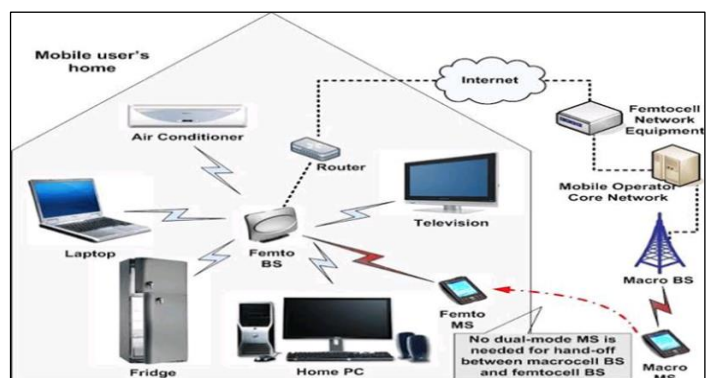 Mobile user's
home
Internet
Femtocell
Network
Equipment
Air Conditioner
Router
Mobile Operator
Core Network
Television
Laptop
Femto
BS
Macro BS
Femto
MS
No dual-mode MS is
needed for hand-off
between macrocell BS
and femtocell BS
Fridge
Home PC
Macro
MS